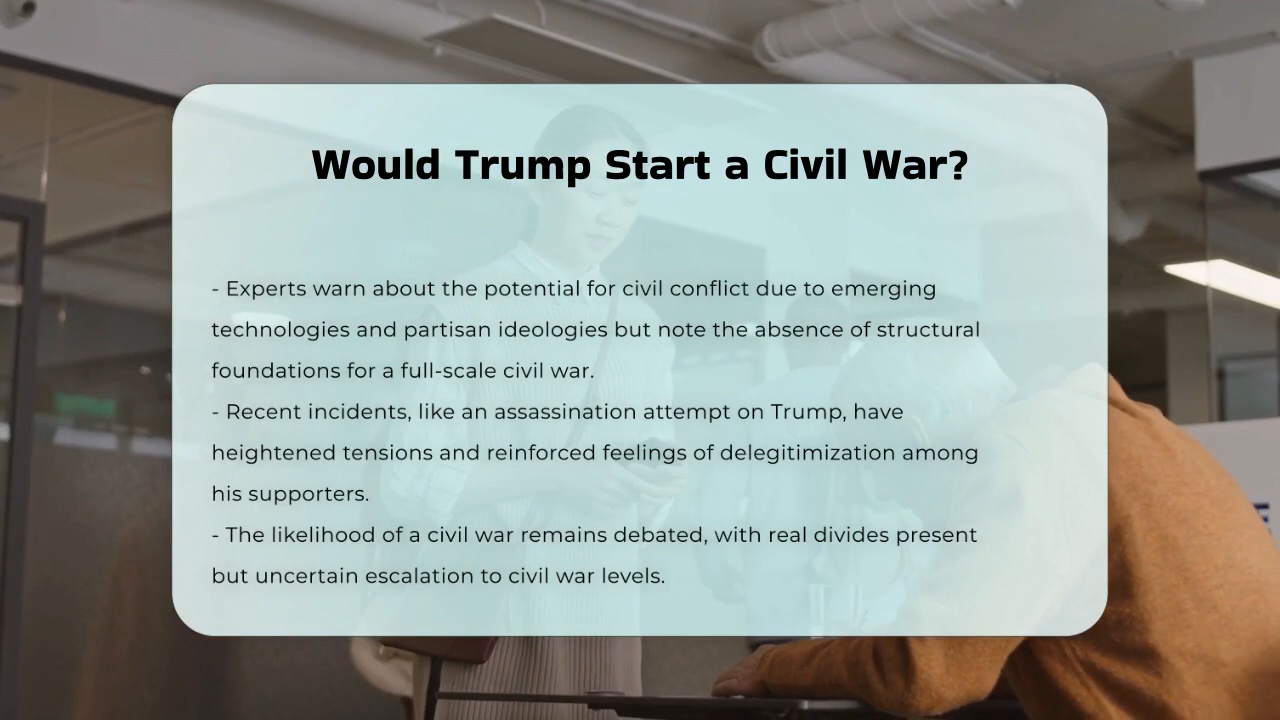 Would Trump Start a Civil War?
- Experts warn about the potential for civil conflict due to emerging
technologies and partisan ideologies but note the absence of structural
foundations for a full-scale civil war.
- Recent incidents, like an assassination attempt on Trump, have
heightened tensions and reinforced feelings of delegitimization among
his supporters.
- The likelihood of a civil war remains debated, with real divides present
but uncertain escalation to civil war levels.